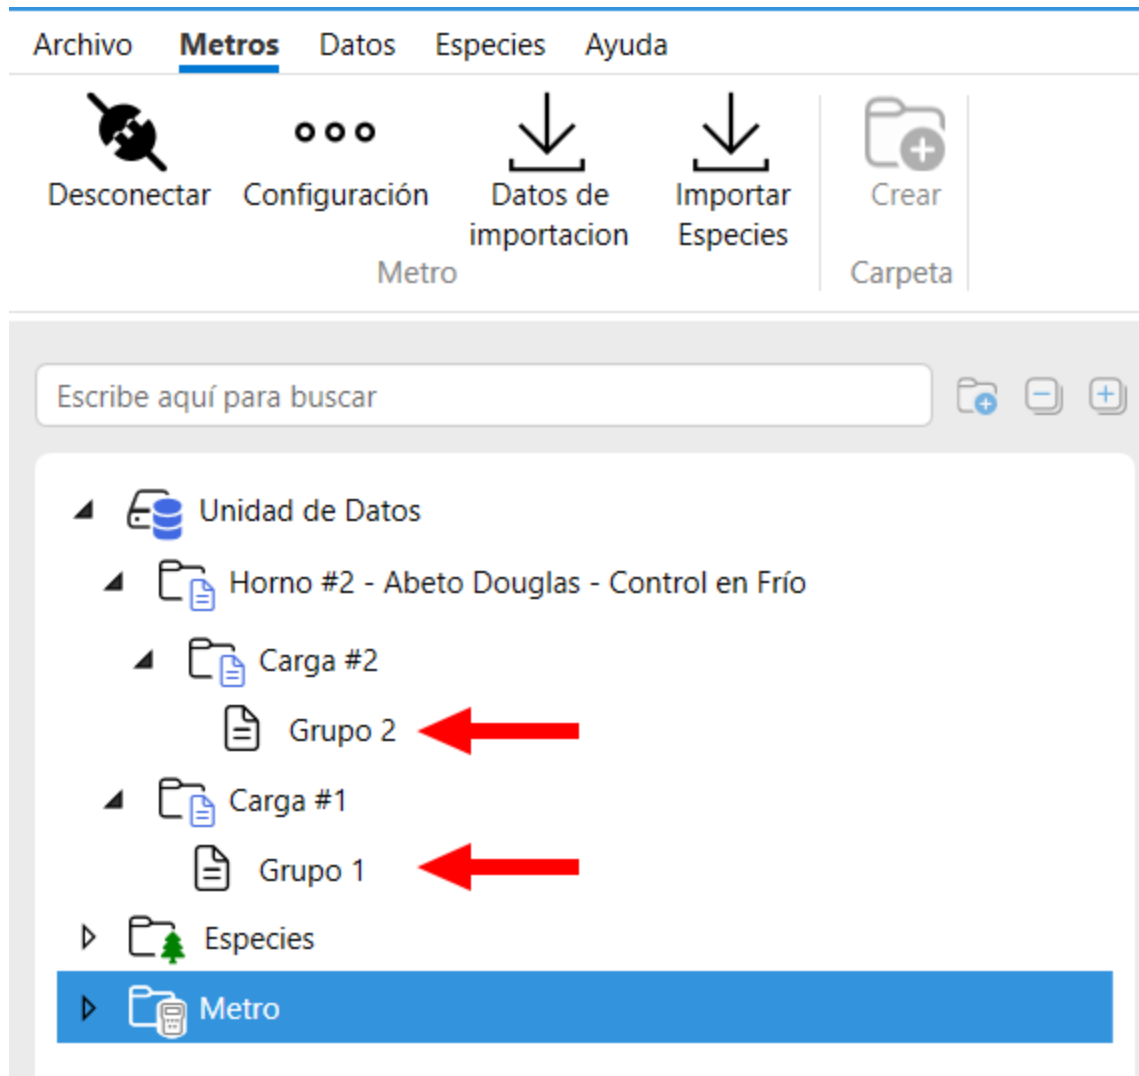 Archivo Metros Datos Especies Ayuda
Desconectar Configuración Datos de importacion Importar Especies Crear
Metro Carpeta
Escribe aquí para buscar
Unidad de Datos
Horno #2 - Abeto Douglas - Control en Frío
Carga #2
Grupo 2
Carga #1
Grupo 1
Especies
Metro